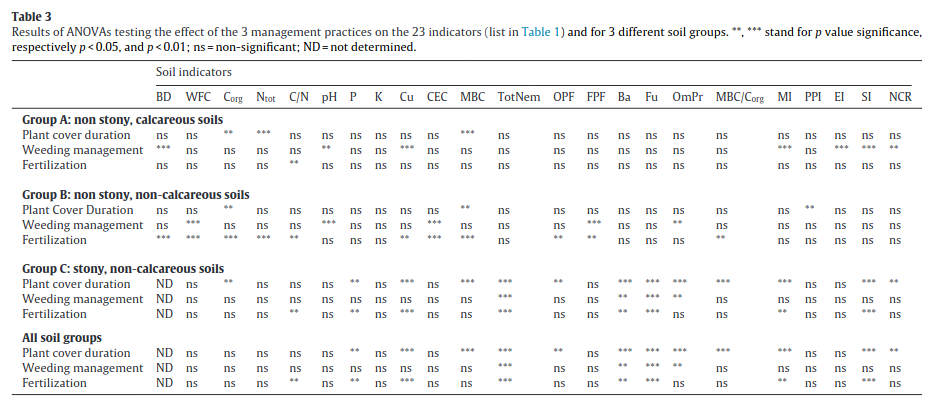 Table 3
Results of ANOVAs testing the effect of the 3 management practices on the 23 indicators (list in Table 1) and for 3 different soil groups. **, *** stand for p value significance,
respectively p < 0.05, and p < 0.01; ns = non-significant; ND = not determined.
Soil indicators
BD WFC Corg Ntot C/N pH P K Cu CEC MBC TotNem OPF FPF Ba Fu OmPr MBC/Corg MI PPI EI SI NCR
Group A: non stony, calcareous soils
Plant cover duration ns ns ** *** ns ns ns ns ns ns *** ns ns ns ns ns ns ns ns ns ns ns ns
Weeding management *** ns ns ns ns ** ns ns *** ns ns ns ns ns ns ns ns ns *** ns *** *** **
Fertilization ns ns ns ns ** ns ns ns ns ns ns ns ns ns ns ns ns ns ns ns ns ns ns
Group B: non stony, non-calcareous soils
Plant Cover Duration ns ns ** ns ns ns ns ns ns ns ** ns ns ns ns ns ns ns ns ** ns ns ns
Weeding management ns *** ns ns ns *** ns ns ns *** ns ns ns *** ns ns ** ns ns ns ns ns ns
Fertilization *** *** *** *** ** ns ns ns ** *** *** ns ** ** ns ns ns ** ns ns ns ns ns
Group C: stony, non-calcareous soils
Plant cover duration ND ns ** ns ns ns ** ns *** ns *** *** ** ns *** *** *** *** *** ns ns *** **
Weeding management ND ns ns ns ns ns ns ns ns ns ns *** ns ns ** *** ** ns ns ns ns ns ns
Fertilization ND ns ns ns ** ns ** ns *** ns ns *** ns ns ** *** ns ns ** ns ns *** ns
All soil groups
Plant cover duration ND ns ns ns ns ns ** ns *** ns *** *** ** ns *** *** *** *** *** ns ns *** **
Weeding management ND ns ns ns ns ns ns ns ns ns ns *** ns ns ** *** ** ns ns ns ns ns ns
Fertilization ND ns ns ns ** ns ** ns *** ns ns *** ns ns ** *** ns ns ** ns ns *** ns